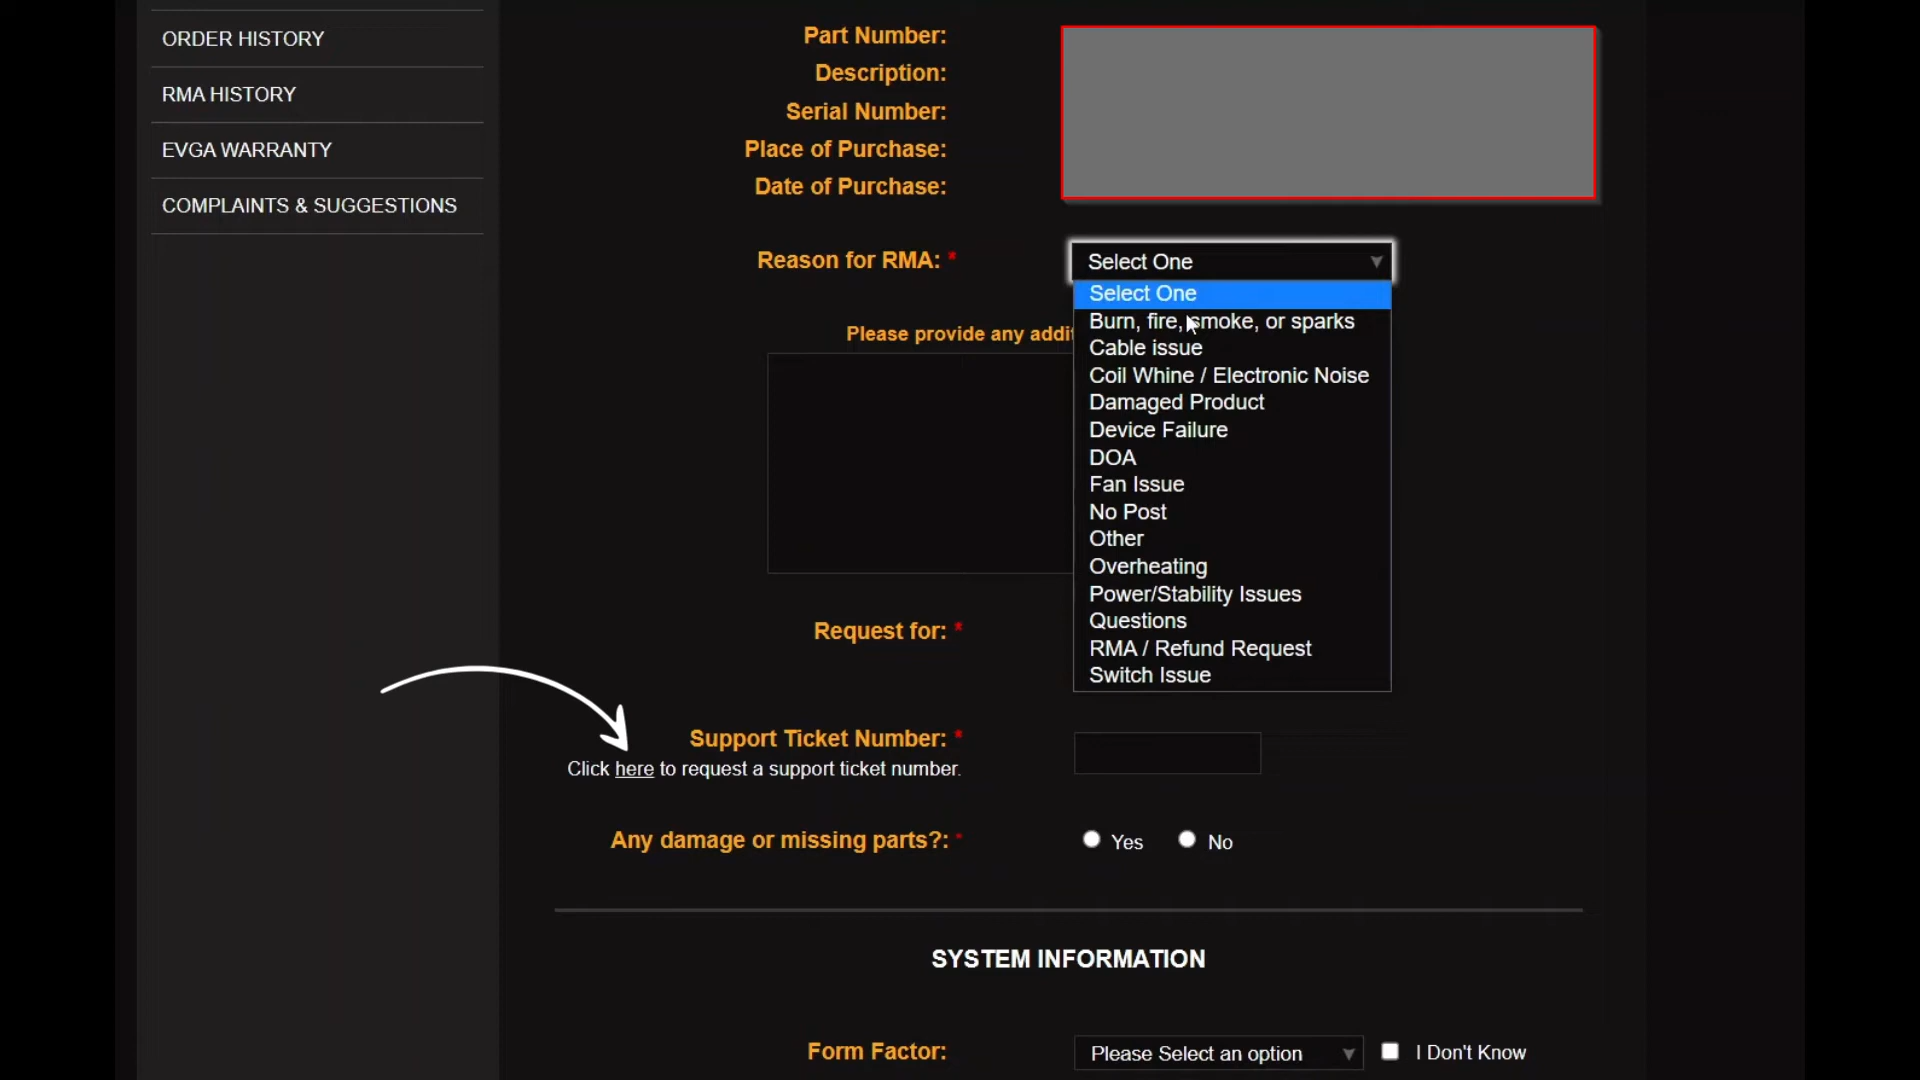 ORDER HISTORY
RMA HISTORY
EVGA WARRANTY
COMPLAINTS & SUGGESTIONS
Part Number:
Description:
Serial Number:
Place of Purchase:
Date of Purchase:
Reason for RMA: *
Select One
Select One
Burn, fire, smoke, or sparks
Cable issue
Coil Whine / Electronic Noise
Damaged Product
Device Failure
DOA
Fan Issue
No Post
Other
Overheating
Power/Stability Issues
Questions
RMA / Refund Request
Switch Issue
Please provide any addit
Request for: *
Support Ticket Number: *
Click here to request a support ticket number.
Any damage or missing parts?: *
Yes No
SYSTEM INFORMATION
Form Factor:
Please Select an option
I Don't Know